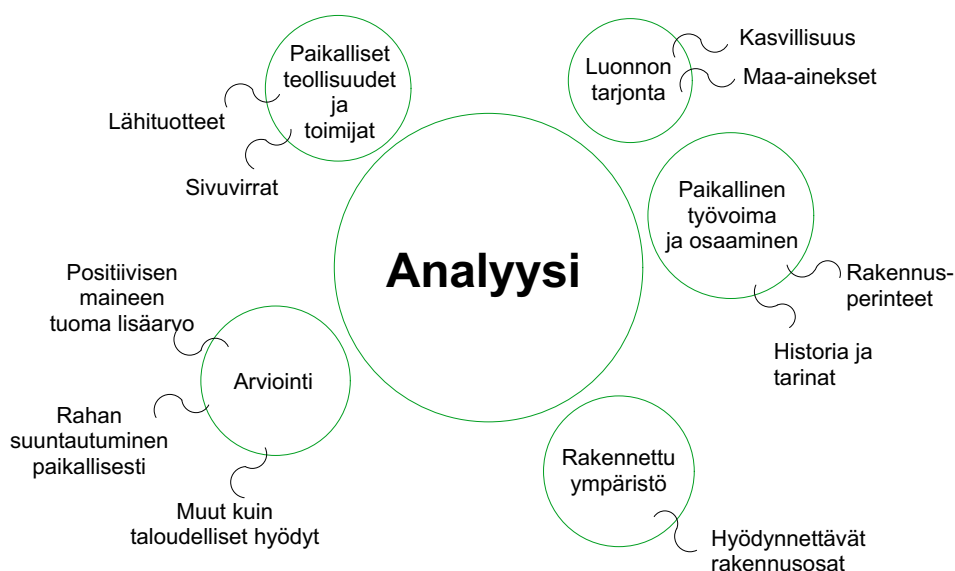 Paikalliset
teollisuudet
ja
toimijat
Lähituotteet
Sivuvirrat
Luonnon
tarjonta
Kasvillisuus
Maa-ainekset
Paikallinen
työvoima
ja osaaminen
Rakennus-
perinteet
Historia ja
tarinat
Analyysi
Positiivisen
maineen
tuoma lisäarvo
Arviointi
Rahan
suuntautuminen
paikallisesti
Muut kuin
taloudelliset hyödyt
Rakennettu
ympäristö
Hyödynnettävät
rakennusosat